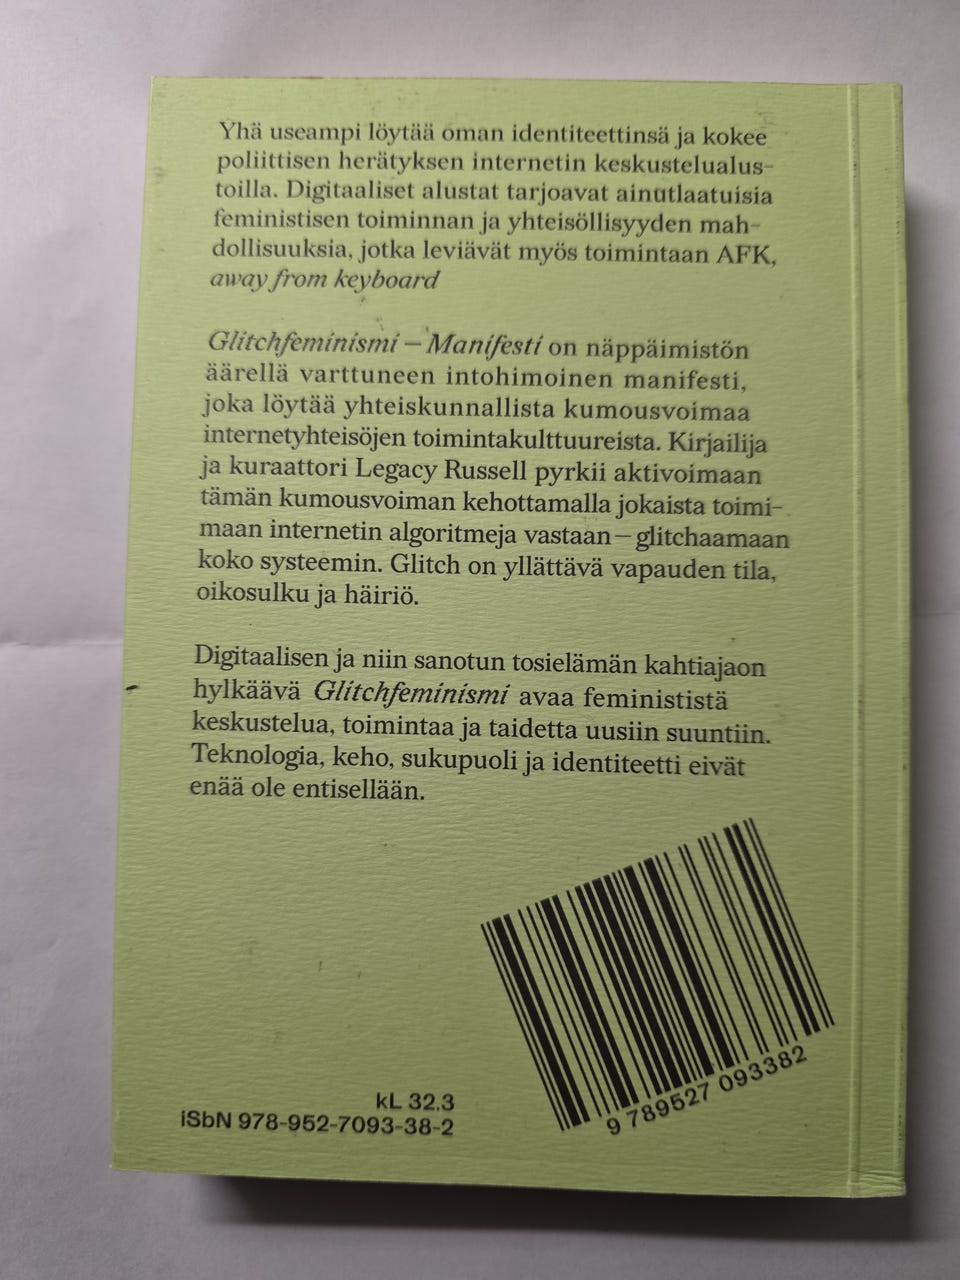 Yhä useampi löytää oman identiteettinsä ja kokee
poliittisen herätyksen internetin keskustelualus-
toilla. Digitaaliset alustat tarjoavat ainutlaatuisia
feministisen toiminnan ja yhteisöllisyyden mah-
dollisuuksia, jotka leviävät myös toimintaan AFK,
away from keyboard
Glitchfeminismi – Manifesti on näppäimistön
äärellä varttuneen intohimoinen manifesti,
joka löytää yhteiskunnallista kumousvoimaa
internetyhteisöjen toimintakulttuureista. Kirjailija
ja kuraattori Legacy Russell pyrkii aktivoimaan
tämän kumousvoiman kehottamalla jokaista toimi-
maan internetin algoritmeja vastaan – glitchaamaan
koko systeemin. Glitch on yllättävä vapauden tila,
oikosulku ja häiriö.
Digitaalisen ja niin sanotun tosielämän kahtiajaon
hylkäävä Glitchfeminismi avaa feminististä
keskustelua, toimintaa ja taidetta uusiin suuntiin.
Teknologia, keho, sukupuoli ja identiteetti eivät
enää ole entisellään.
kL 32.3
iSbN 978-952-7093-38-2
9 789527 093382